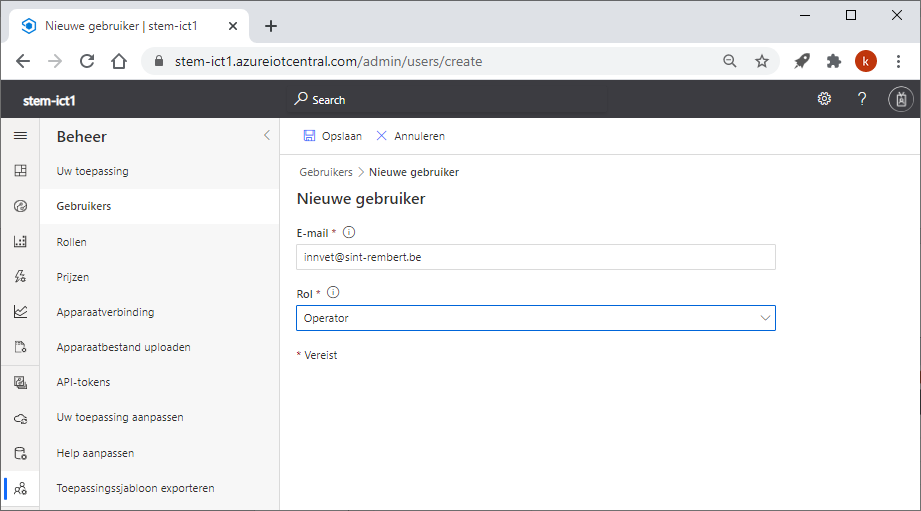 Nieuwe gebruiker | stem-ict1
stem-ict1.azureiotcentral.com/admin/users/create
k
stem-ict1
Search
?
Beheer
Opslaan
Annuleren
Uw toepassing
Gebruikers
Rollen
Prijzen
Apparaatverbinding
Apparaatbestand uploaden
API-tokens
Uw toepassing aanpassen
Help aanpassen
Toepassingssjabloon exporteren
Gebruikers > Nieuwe gebruiker
Nieuwe gebruiker
E-mail *
innvet@sint-rembert.be
Rol *
Operator
* Vereist